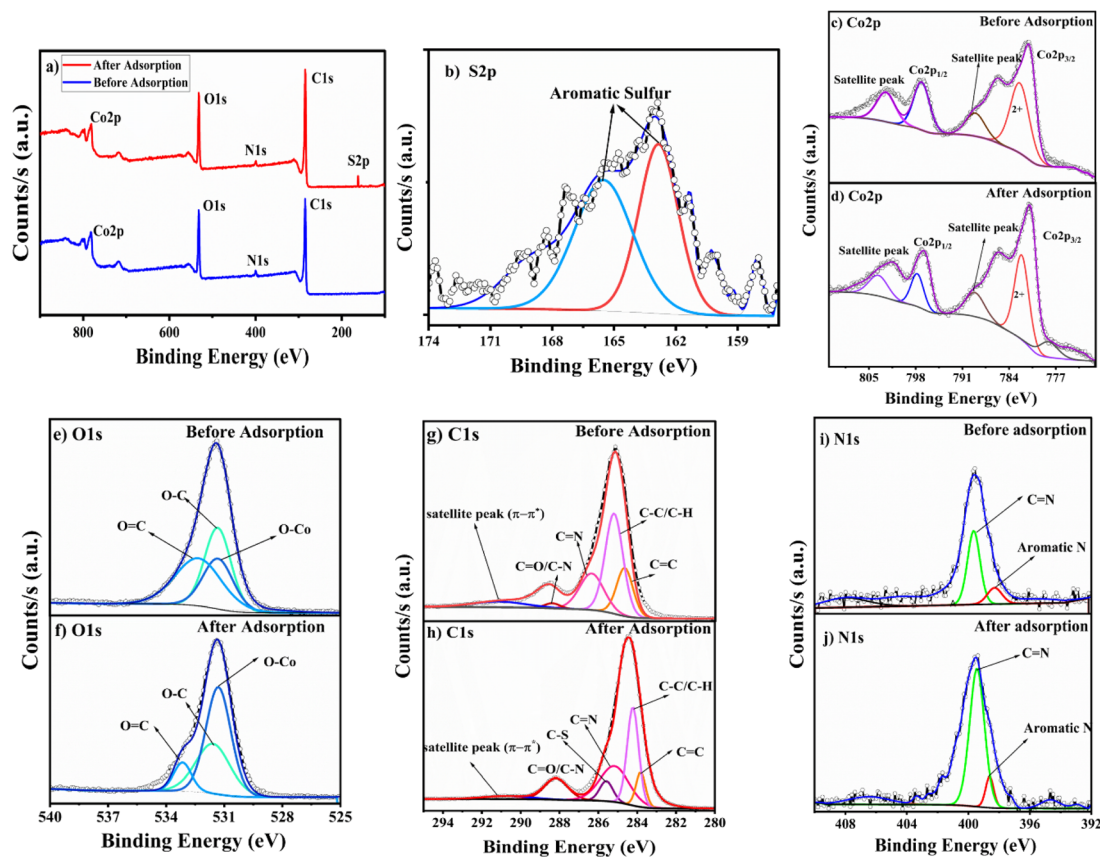 a)
After Adsorption
Before Adsorption
C1s
O1s
Co2p
N1s
S2p
C1s
O1s
Co2p
N1s
Counts/s (a.u.)
800 600 400 200
Binding Energy (eV)
b) S2p
Aromatic Sulfur
Counts/s (a.u.)
174 171 168 165 162 159
Binding Energy (eV)
c) Co2p
Before Adsorption
Satellite peak
Co2p1/2
Satellite peak
Co2p3/2
2+
d) Co2p
After Adsorption
Satellite peak
Co2p1/2
Satellite peak
Co2p3/2
2+
Counts/s (a.u.)
805 798 791 784 777
Binding Energy (eV)
e) O1s
Before Adsorption
O-C
O=C
O-Co
f) O1s
After Adsorption
O-Co
O-C
O=C
Counts/s (a.u.)
540 537 534 531 528 525
Binding Energy (eV)
g) C1s
Before Adsorption
satellite peak (π−π*)
C=N
C=O/C-N
C-C/C-H
C=C
h) C1s
After Adsorption
C-C/C-H
C=N
C-S
satellite peak (π−π*)
C=O/C-N
C=C
Counts/s (a.u.)
294 292 290 288 286 284 282 280
Binding Energy (eV)
i) N1s
Before adsorption
C=N
Aromatic N
j) N1s
After adsorption
C=N
Aromatic N
Counts/s (a.u.)
408 404 400 396 392
Binding Energy (eV)